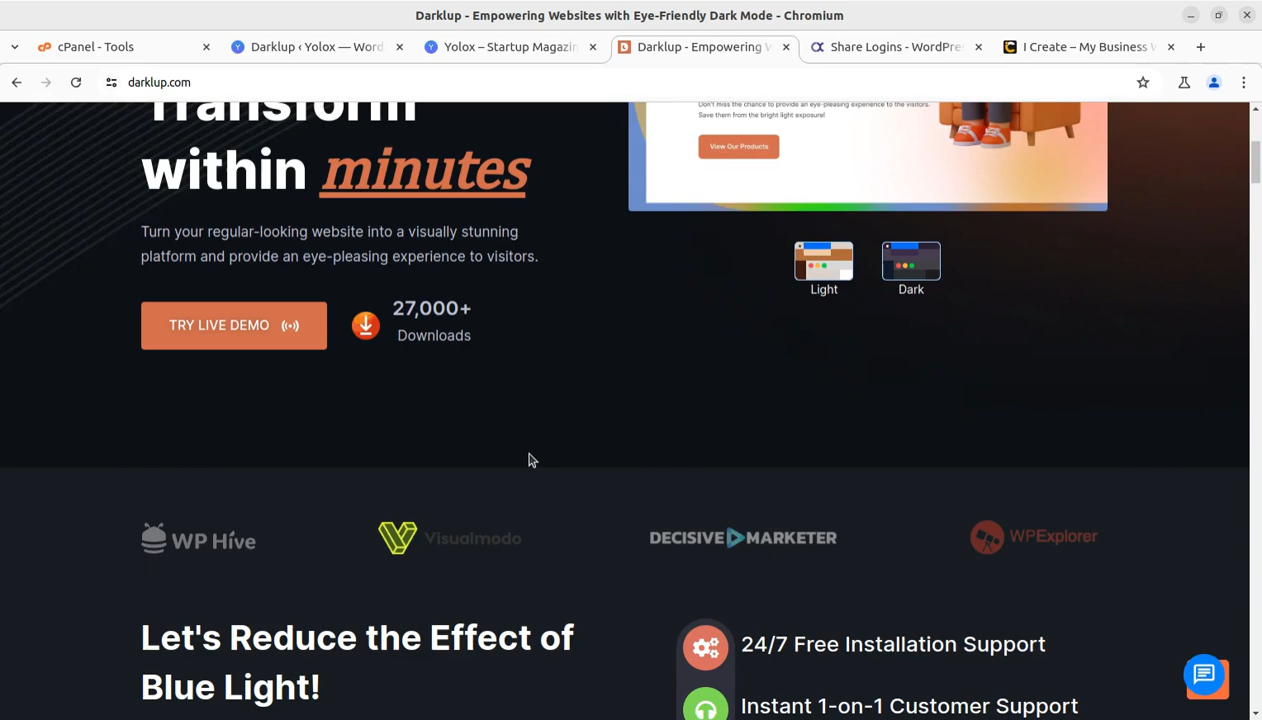 Darklup - Empowering Websites with Eye-Friendly Dark Mode - Chromium
cPanel - Tools
Darklup ‹ Yolox — Word
Yolox – Startup Magazin
Darklup - Empowering W
Share Logins - WordPre
I Create – My Business W
darklup.com
Transform
within minutes
Turn your regular-looking website into a visually stunning
platform and provide an eye-pleasing experience to visitors.
TRY LIVE DEMO
27,000+
Downloads
Don't miss the chance to provide an eye-pleasing experience to the visitors.
Save them from the bright light exposure!
View Our Products
Light
Dark
WP Hive
Visualmodo
DECISIVE MARKETER
WPExplorer
Let's Reduce the Effect of
Blue Light!
24/7 Free Installation Support
Instant 1-on-1 Customer Support